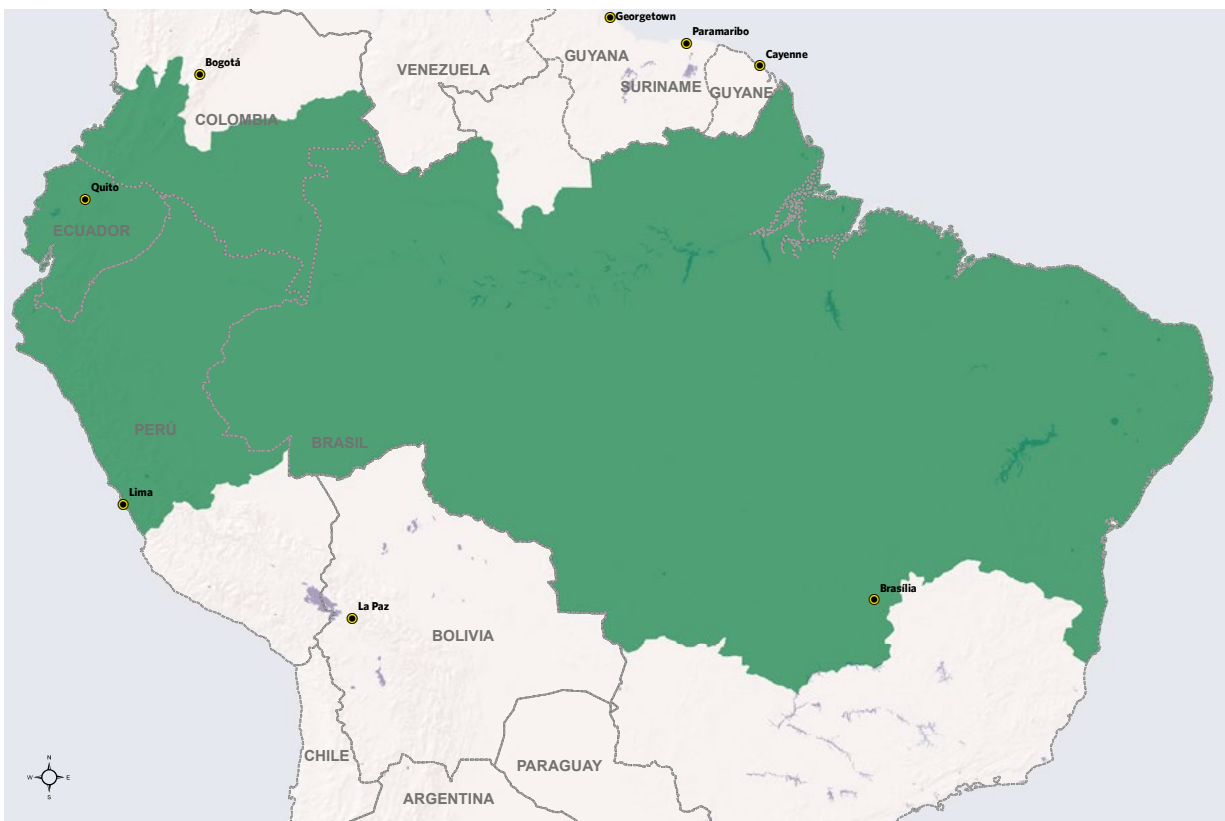 Georgetown
Paramaribo
GUYANA
Cayenne
Bogotá
VENEZUELA
SURINAME
GUYANE
COLOMBIA
Quito
ECUADOR
PERÚ
BRASIL
Lima
Brasília
La Paz
BOLIVIA
CHILE
PARAGUAY
ARGENTINA
N
W
E
S